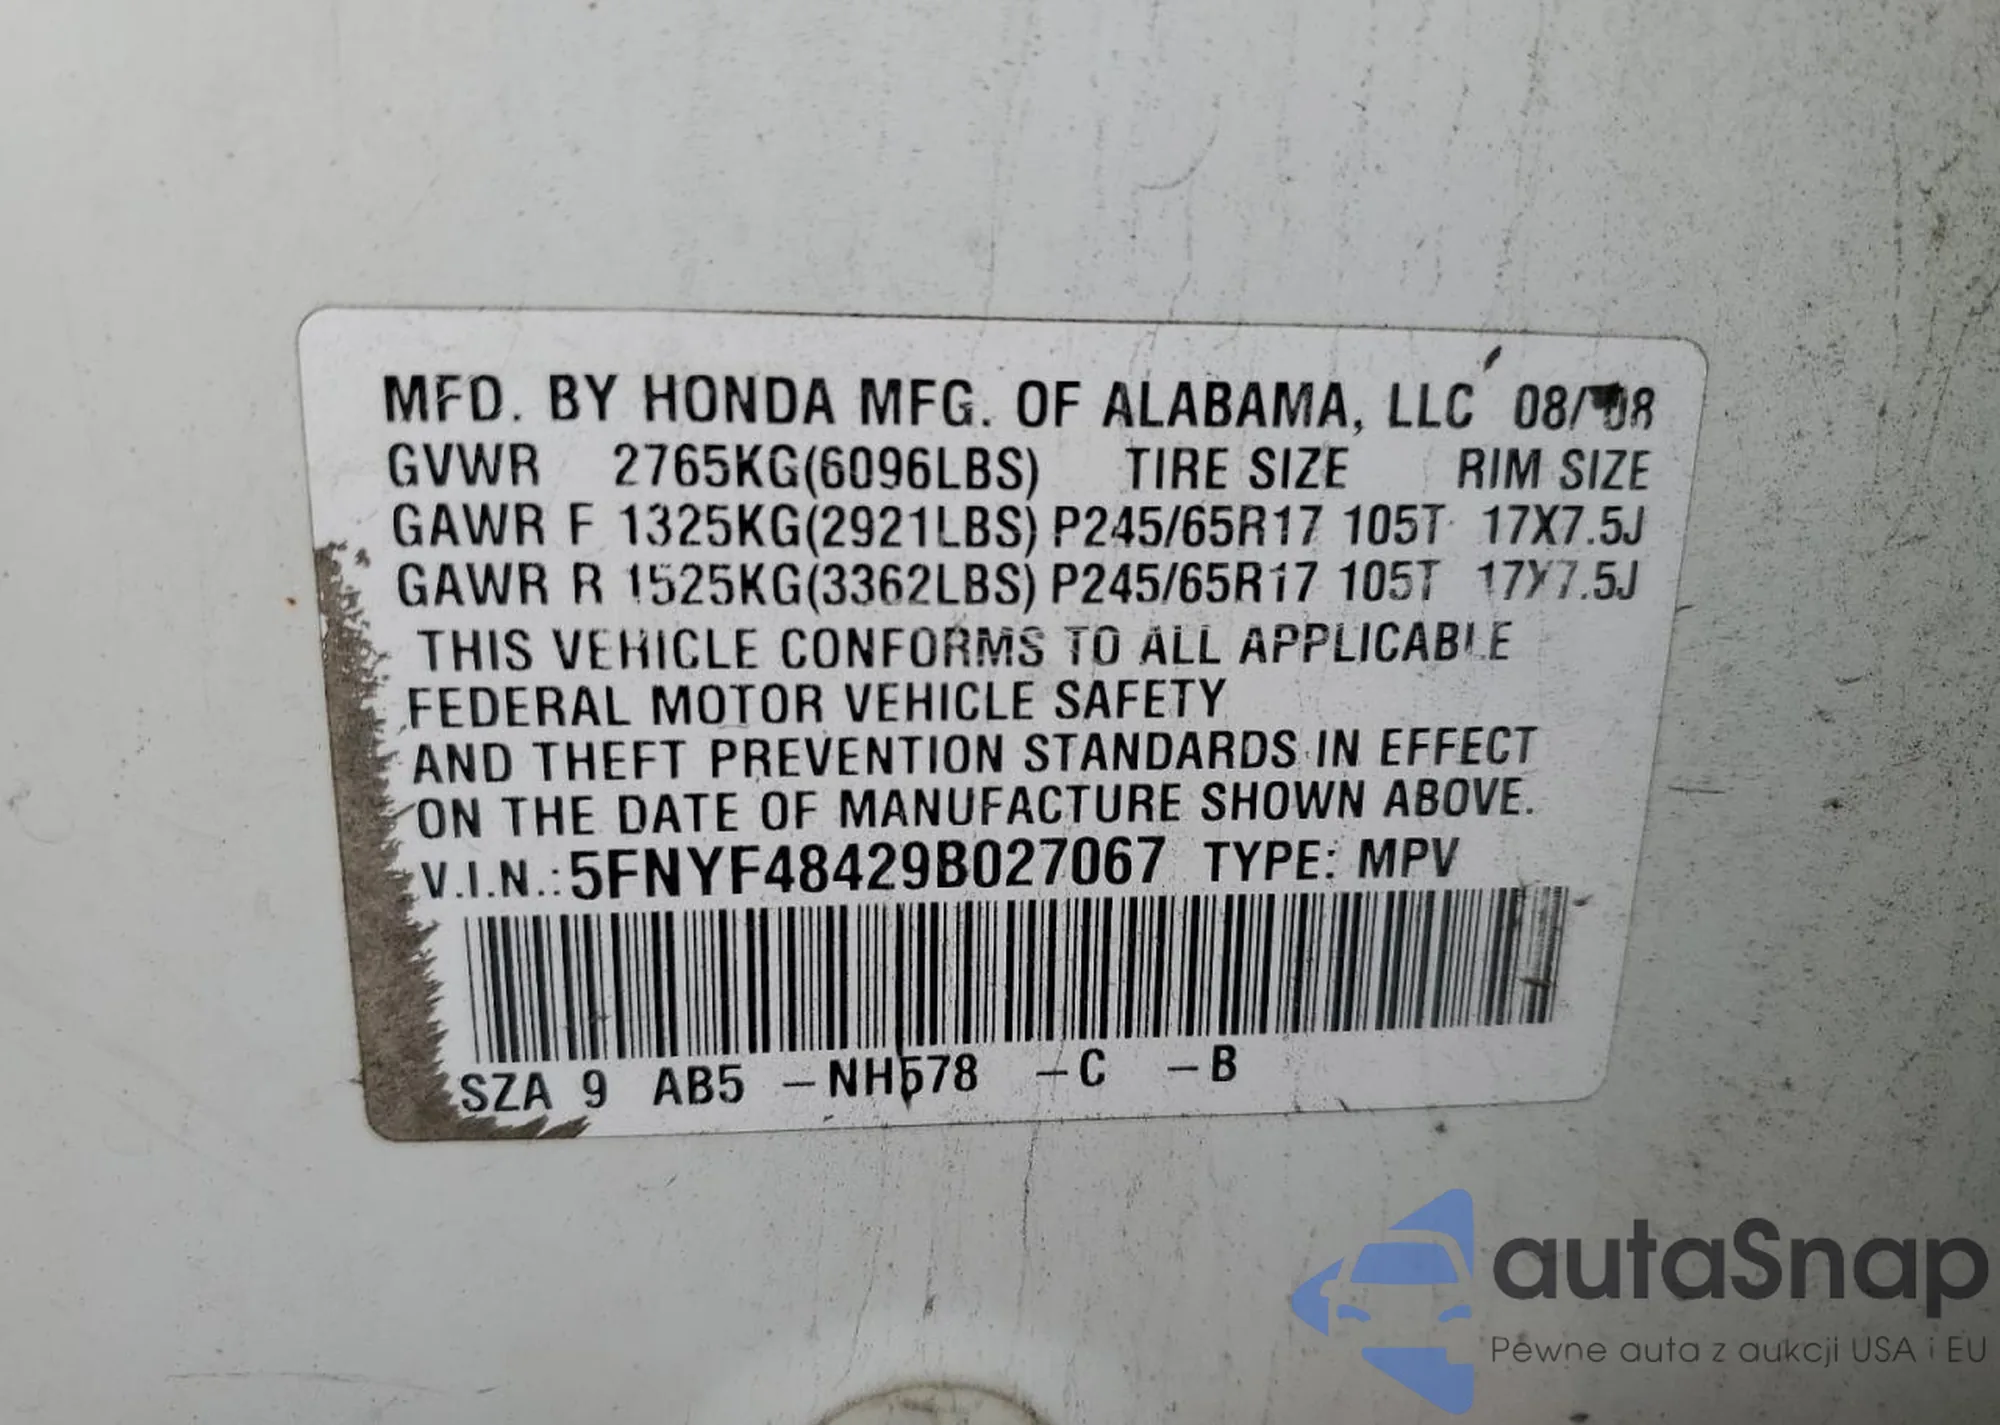 MFD. BY HONDA MFG. OF ALABAMA, LLC 08/08
GVWR 2765KG(6096LBS) TIRE SIZE RIM SIZE
GAWR F 1325KG(2921LBS) P245/65R17 105T 17X7.5J
GAWR R 1525KG(3362LBS) P245/65R17 105T 17X7.5J
THIS VEHICLE CONFORMS TO ALL APPLICABLE
FEDERAL MOTOR VEHICLE SAFETY
AND THEFT PREVENTION STANDARDS IN EFFECT
ON THE DATE OF MANUFACTURE SHOWN ABOVE.
V.I.N.: 5FNYF48429B027067 TYPE: MPV
SZA 9 AB5 -NH578 -C -B
autaSnap
Pewne auta z aukcji USA i EU